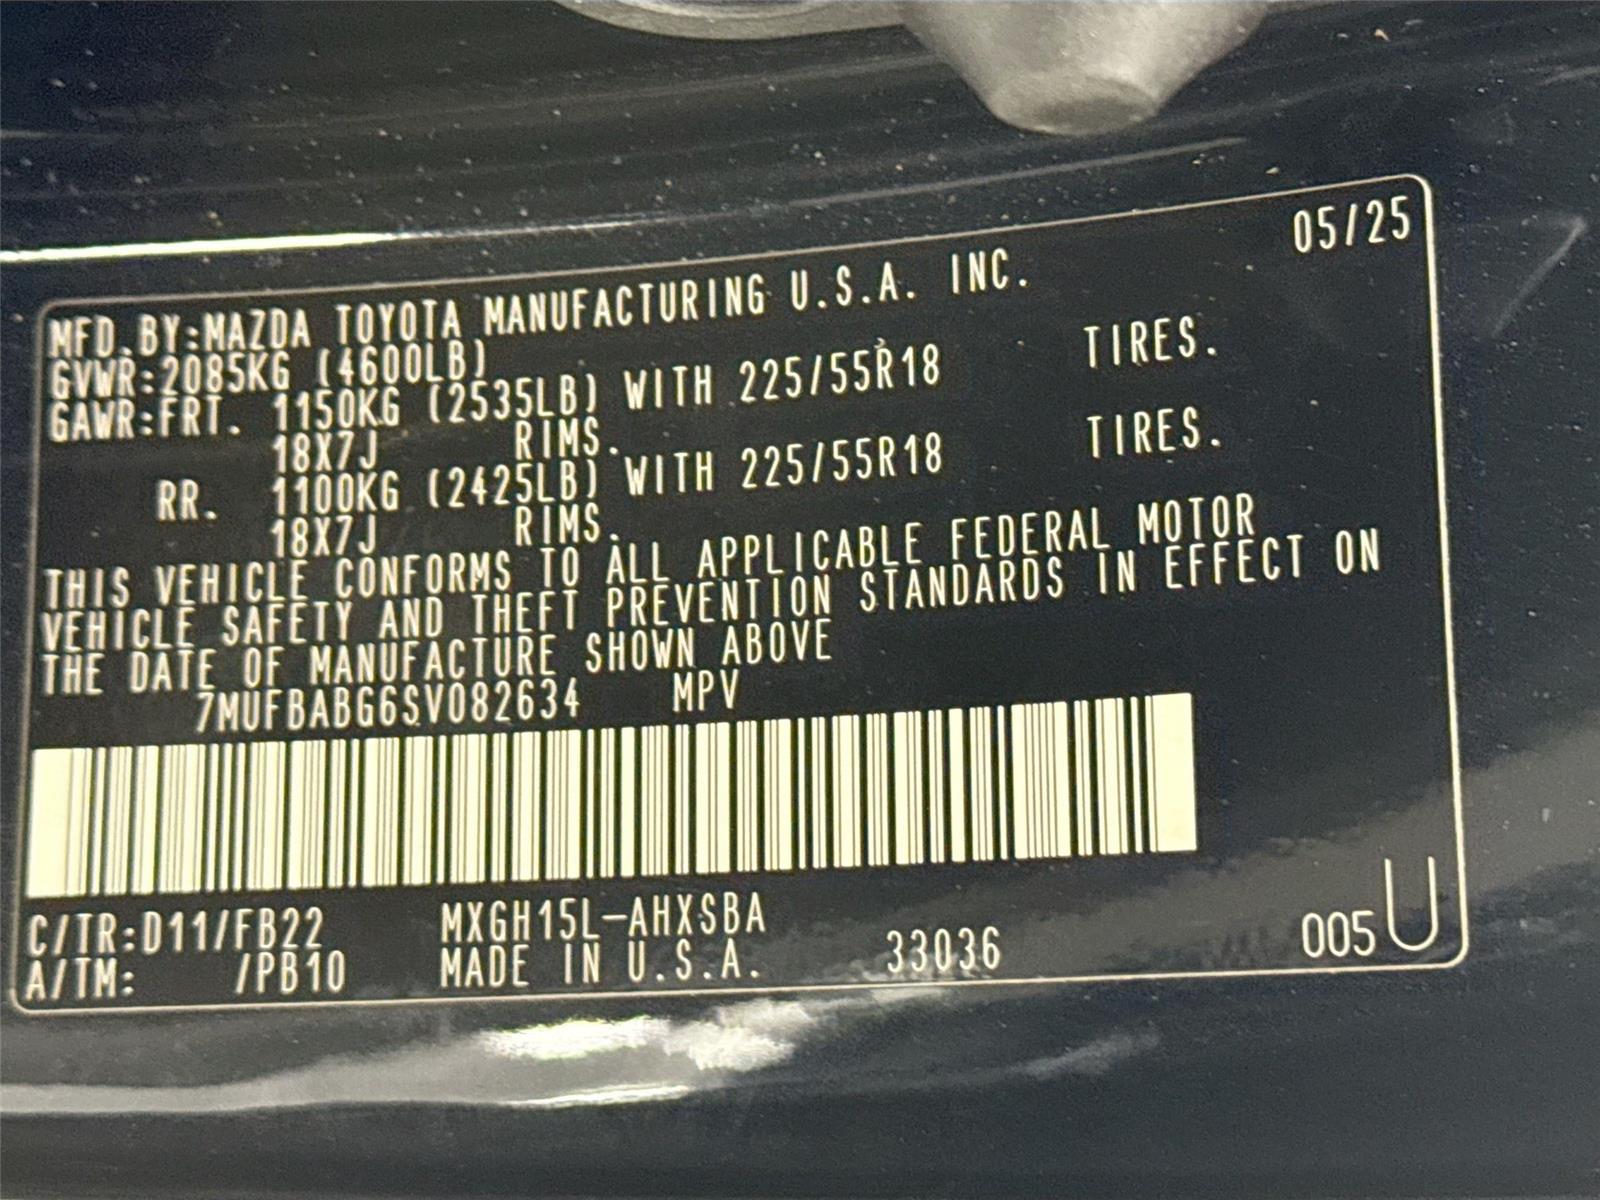 05/25
MFD.BY:MAZDA TOYOTA MANUFACTURING U.S.A. INC.
GVWR:2085KG (4600LB)
GAWR:FRT. 1150KG (2535LB) WITH 225/55R18 TIRES.
18X7J RIMS.
RR. 1100KG (2425LB) WITH 225/55R18 TIRES.
18X7J RIMS.
THIS VEHICLE CONFORMS TO ALL APPLICABLE FEDERAL MOTOR
VEHICLE SAFETY AND THEFT PREVENTION STANDARDS IN EFFECT ON
THE DATE OF MANUFACTURE SHOWN ABOVE
7MUFBABG6SV082634 MPV
C/TR:D11/FB22 MXGH15L-AHXSBA
A/TM: /PB10 MADE IN U.S.A. 33036 005 U